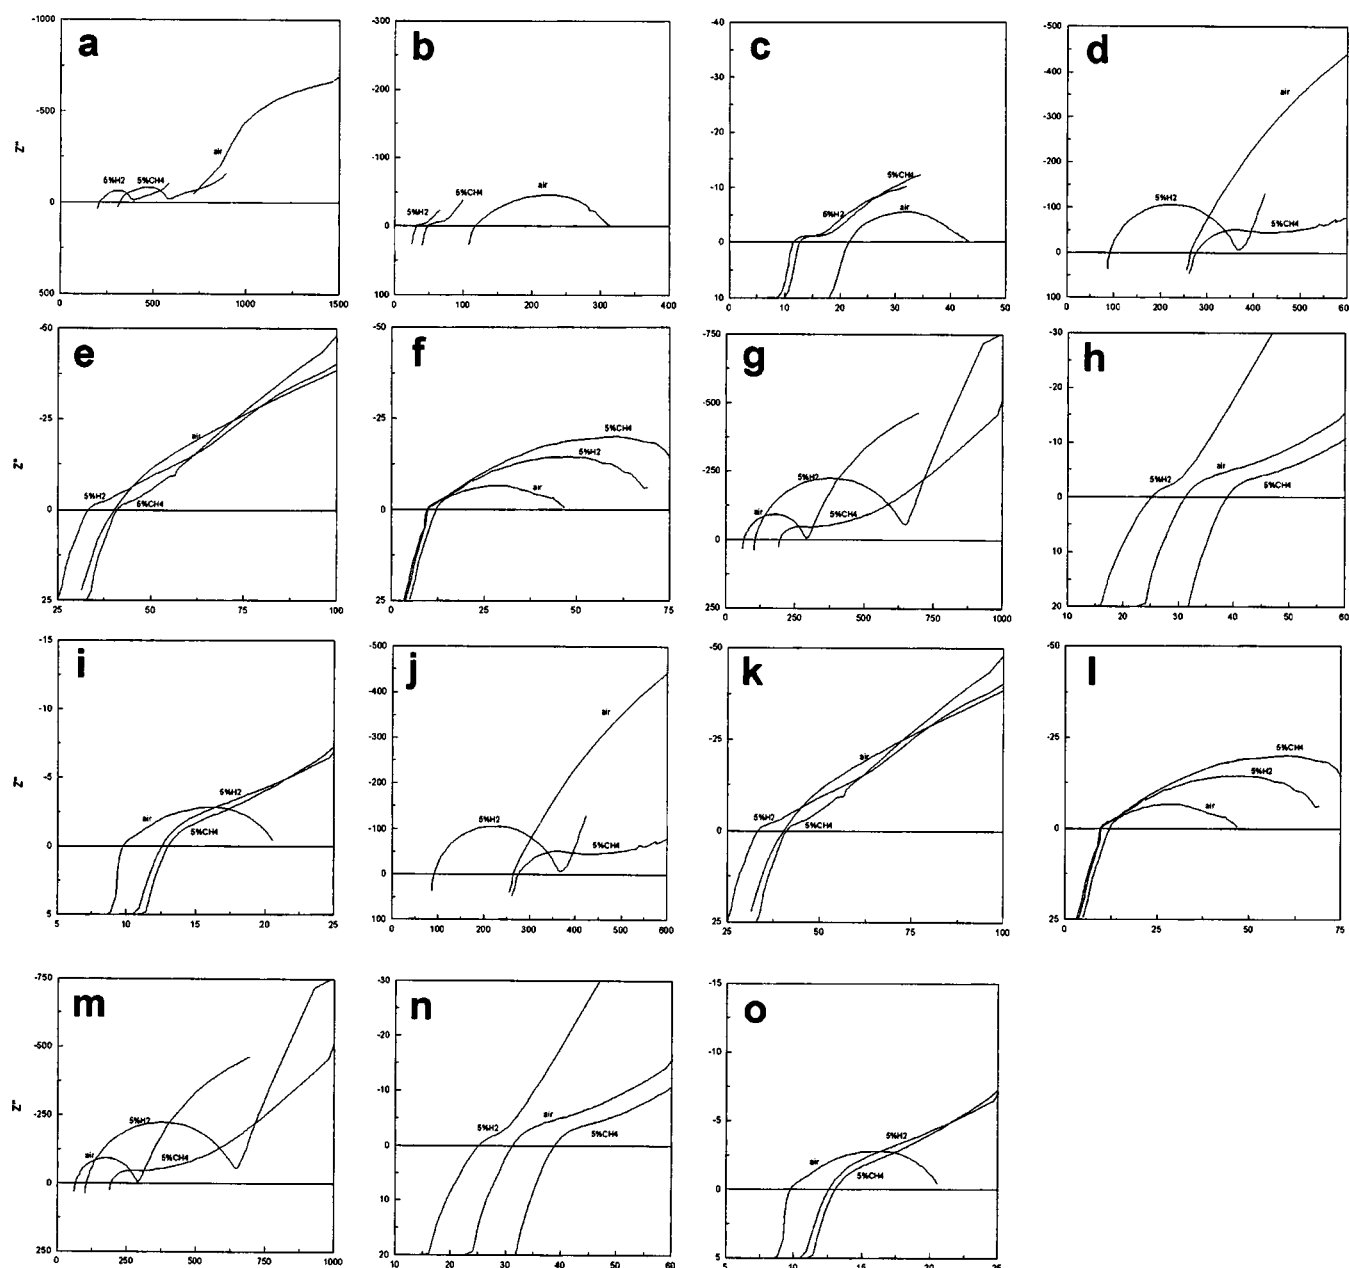 a
-1000
-500
0
500
Z"
5%H2
5%CH4
air
0 500 1000 1500
b
-300
-200
-100
0
100
5%H2
5%CH4
air
0 100 200 300 400
c
-40
-30
-20
-10
0
10
5%CH4
5%H2
air
0 10 20 30 40 50
d
-500
-400
-300
-200
-100
0
100
air
5%H2
5%CH4
0 100 200 300 400 500 600
e
-50
-25
0
25
Z"
air
5%H2
5%CH4
25 50 75 100
f
-50
-25
0
25
5%CH4
5%H2
air
0 25 50 75
g
-750
-500
-250
0
250
5%H2
air
5%CH4
0 250 500 750 1000
h
-30
-20
-10
0
10
20
5%H2
air
5%CH4
10 20 30 40 50 60
i
-15
-10
-5
0
5
Z"
5%H2
air
5%CH4
5 10 15 20 25
j
-500
-400
-300
-200
-100
0
100
air
5%H2
5%CH4
0 100 200 300 400 500 600
k
-50
-25
0
25
air
5%H2
5%CH4
25 50 75 100
l
-50
-25
0
25
5%CH4
5%H2
air
0 25 50 75
m
-750
-500
-250
0
250
Z"
5%H2
air
5%CH4
0 250 500 750 1000
n
-30
-20
-10
0
10
20
5%H2
air
5%CH4
10 20 30 40 50 60
o
-15
-10
-5
0
5
5%H2
air
5%CH4
5 10 15 20 25